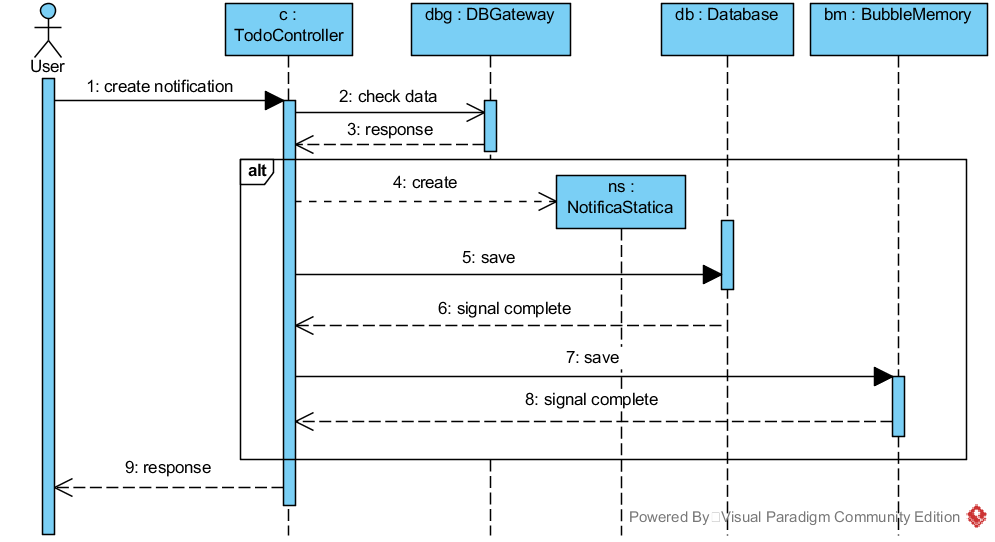 c :
TodoController
dbg : DBGateway
db : Database
bm : BubbleMemory
User
1: create notification
2: check data
3: response
alt
4: create
ns :
NotificaStatica
5: save
6: signal complete
7: save
8: signal complete
9: response
Powered By Visual Paradigm Community Edition